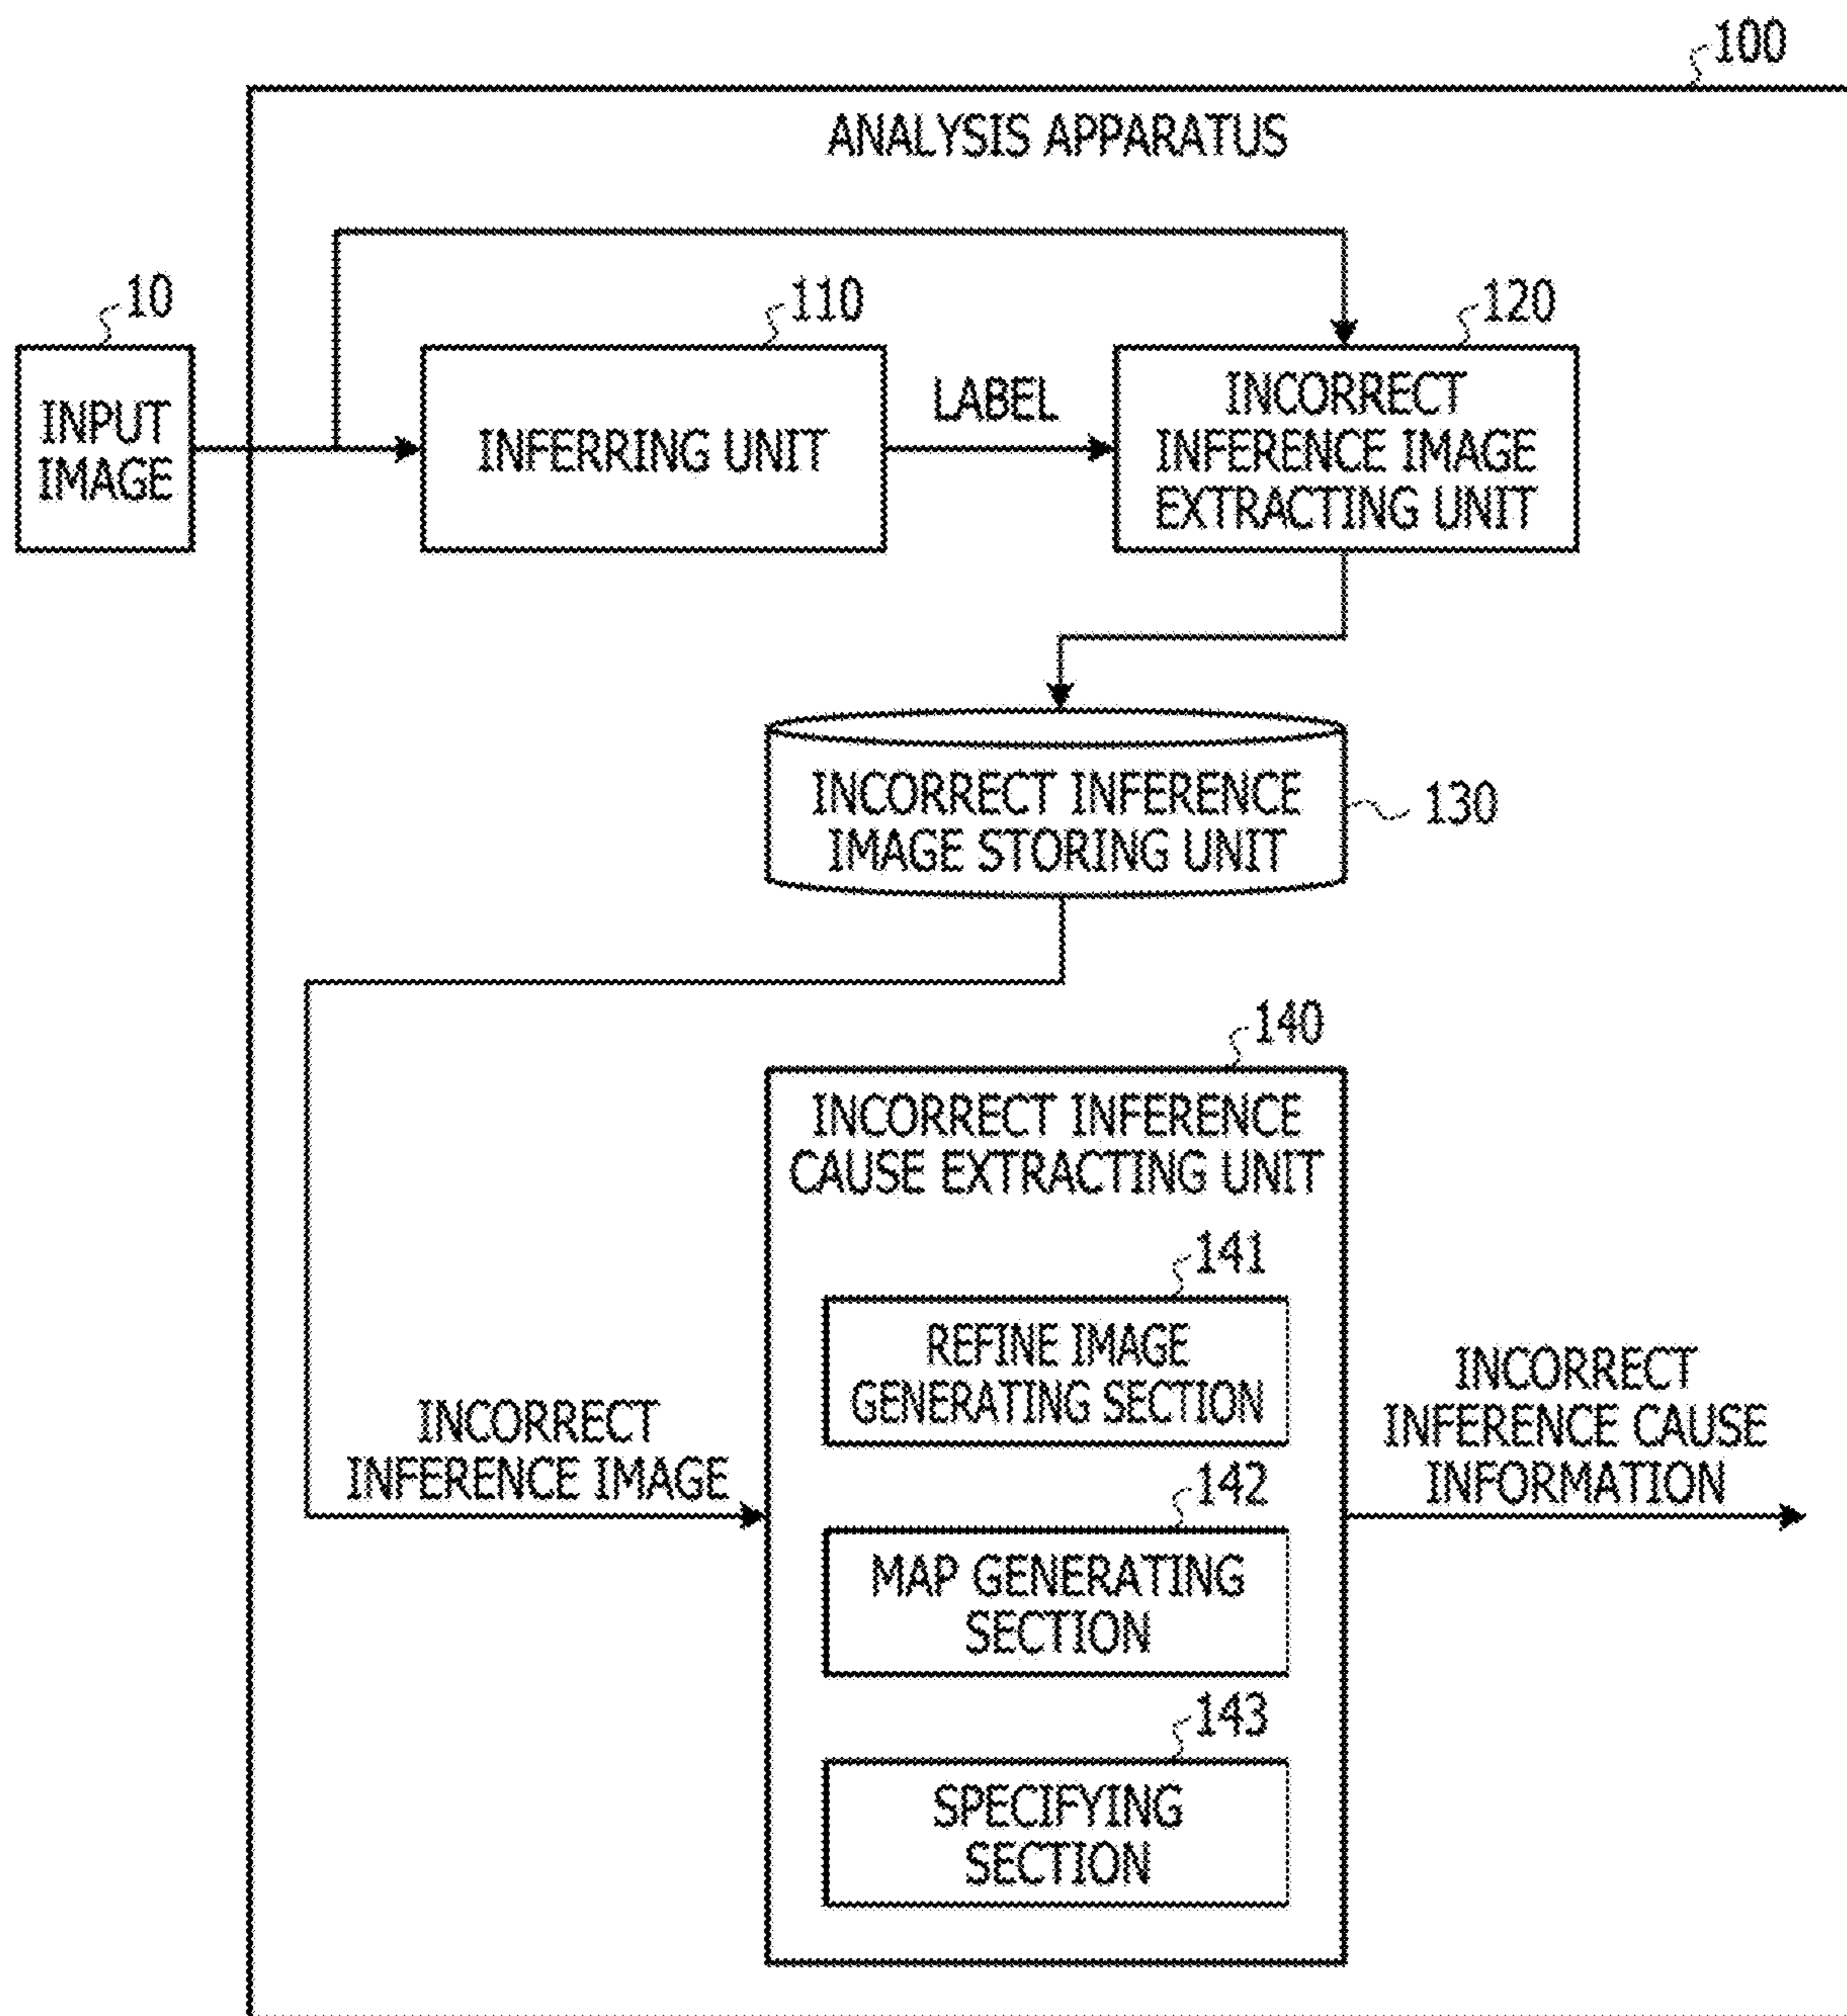 100
ANALYSIS APPARATUS
10
110
120
INPUT
IMAGE
INFERRING UNIT
LABEL
INCORRECT
INFERENCE IMAGE
EXTRACTING UNIT
INCORRECT INFERENCE
IMAGE STORING UNIT
130
140
INCORRECT INFERENCE
CAUSE EXTRACTING UNIT
141
REFINE IMAGE
GENERATING SECTION
INCORRECT
INFERENCE IMAGE
INCORRECT
INFERENCE CAUSE
INFORMATION
142
MAP GENERATING
SECTION
143
SPECIFYING
SECTION